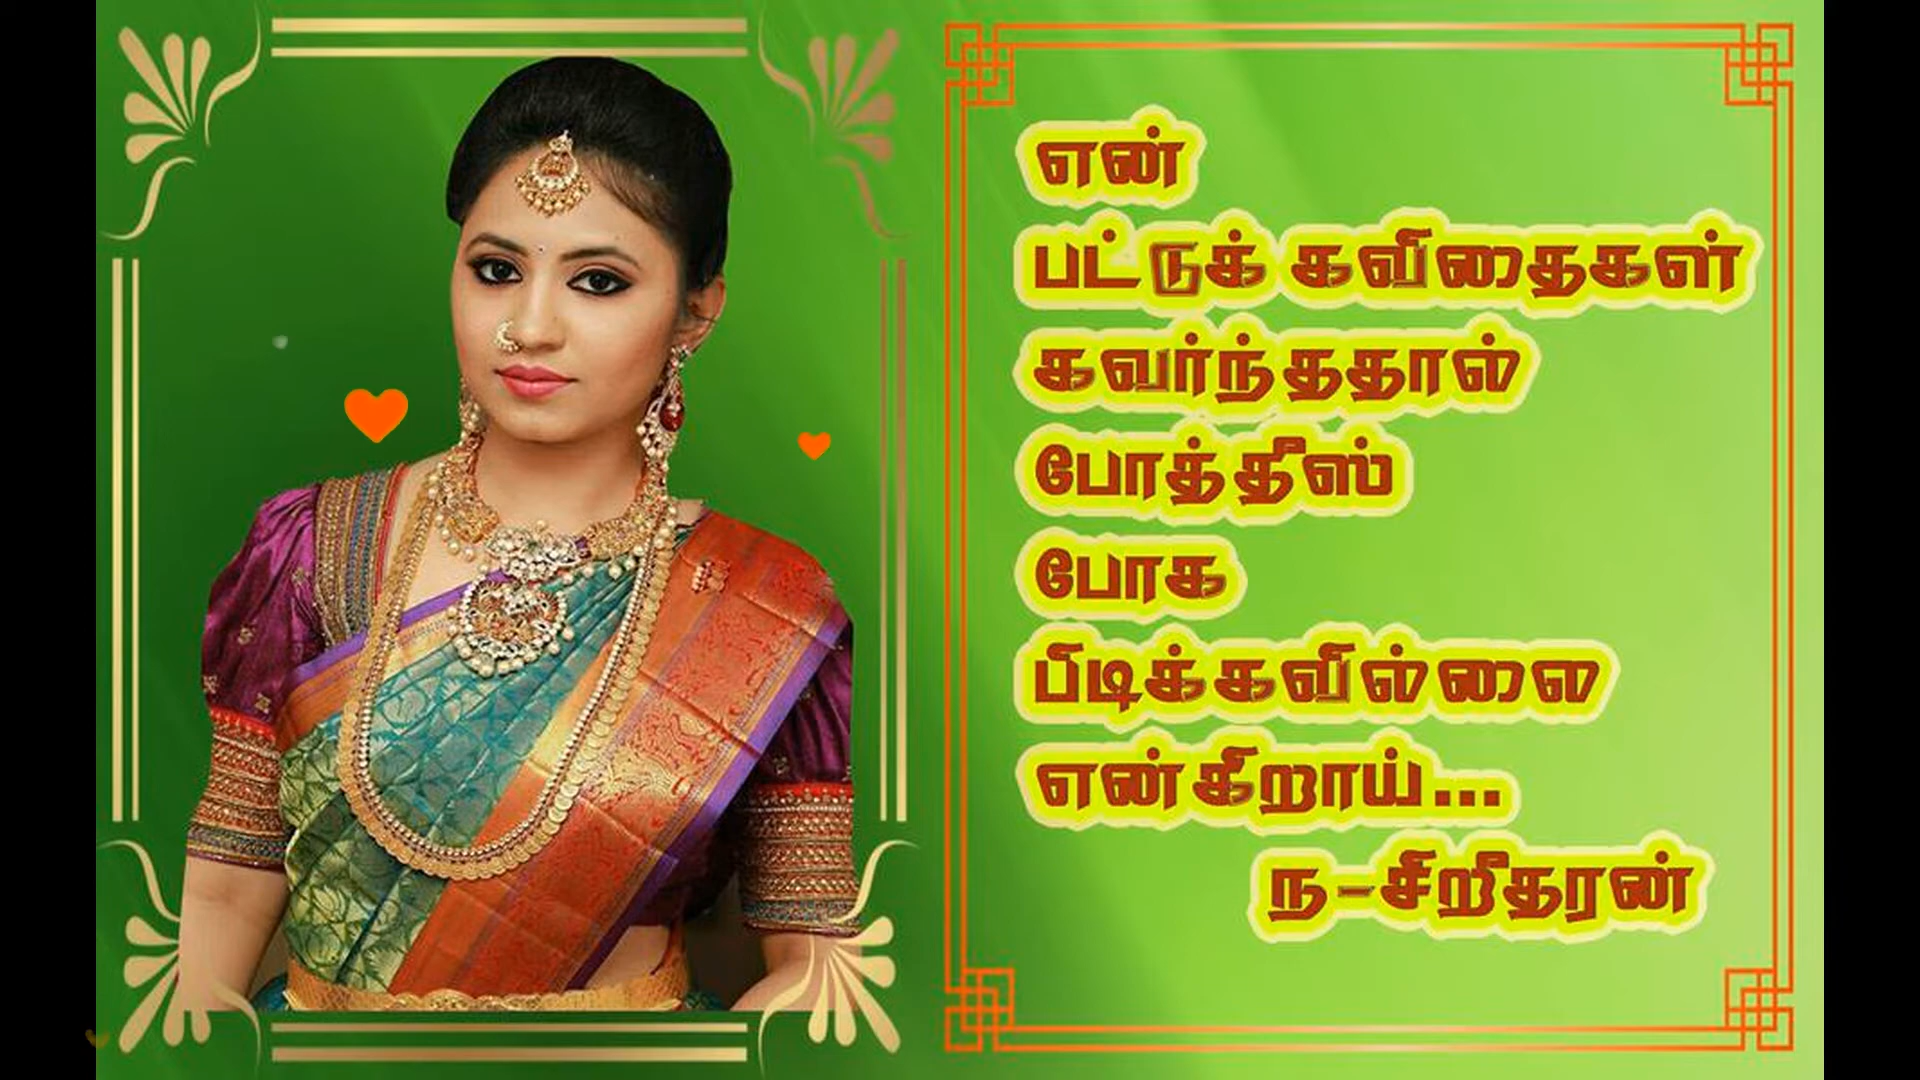 என்
பட்டுக் கவிதைகள்
கவர்ந்ததால்
போத்தீஸ்
போக
பிடிக்கவில்லை
என்கிறாய்...
ந-சிறீதரன்